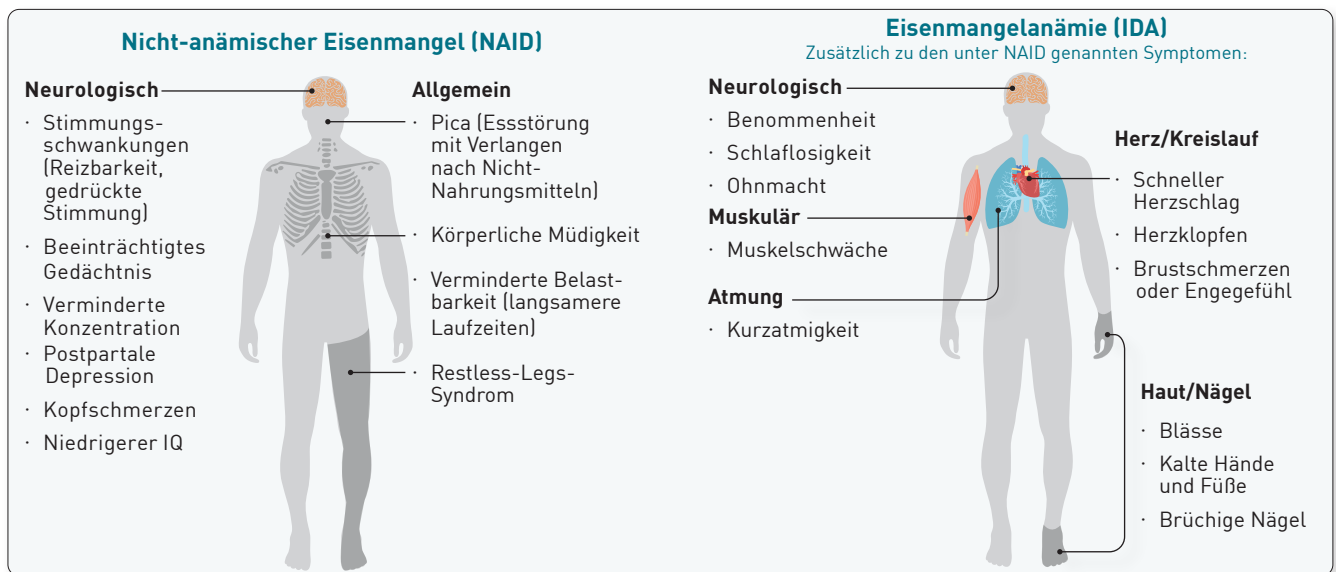 Nicht-anämischer Eisenmangel (NAID)
Neurologisch
· Stimmungs-
schwankungen
(Reizbarkeit,
gedrückte
Stimmung)
· Beeinträchtigtes
Gedächtnis
· Verminderte
Konzentration
· Postpartale
Depression
· Kopfschmerzen
· Niedrigerer IQ
Allgemein
· Pica (Essstörung
mit Verlangen
nach Nicht-
Nahrungsmitteln)
· Körperliche Müdigkeit
· Verminderte Belast-
barkeit (langsamere
Laufzeiten)
· Restless-Legs-
Syndrom
Eisenmangelanämie (IDA)
Zusätzlich zu den unter NAID genannten Symptomen:
Neurologisch
· Benommenheit
· Schlaflosigkeit
· Ohnmacht
Muskulär
· Muskelschwäche
Atmung
· Kurzatmigkeit
Herz/Kreislauf
· Schneller
Herzschlag
· Herzklopfen
· Brustschmerzen
oder Engegefühl
Haut/Nägel
· Blässe
· Kalte Hände
und Füße
· Brüchige Nägel